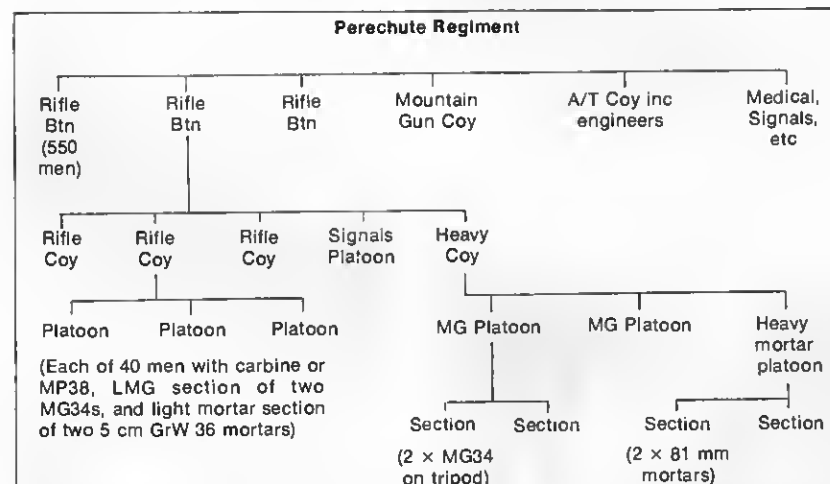 Perechute Regiment
Rifle Btn (550 men)
Rifle Btn
Rifle Btn
Mountain Gun Coy
A/T Coy inc engineers
Medical, Signals, etc
Rifle Coy
Rifle Coy
Rifle Coy
Signals Platoon
Heavy Coy
Platoon
Platoon
Platoon
(Each of 40 men with carbine or
MP38, LMG section of two
MG34s, and light mortar section
of two 5 cm GrW 36 mortars)
MG Platoon
MG Platoon
Heavy mortar platoon
Section
(2 × MG34 on tripod)
Section
Section
(2 × 81 mm mortars)
Section